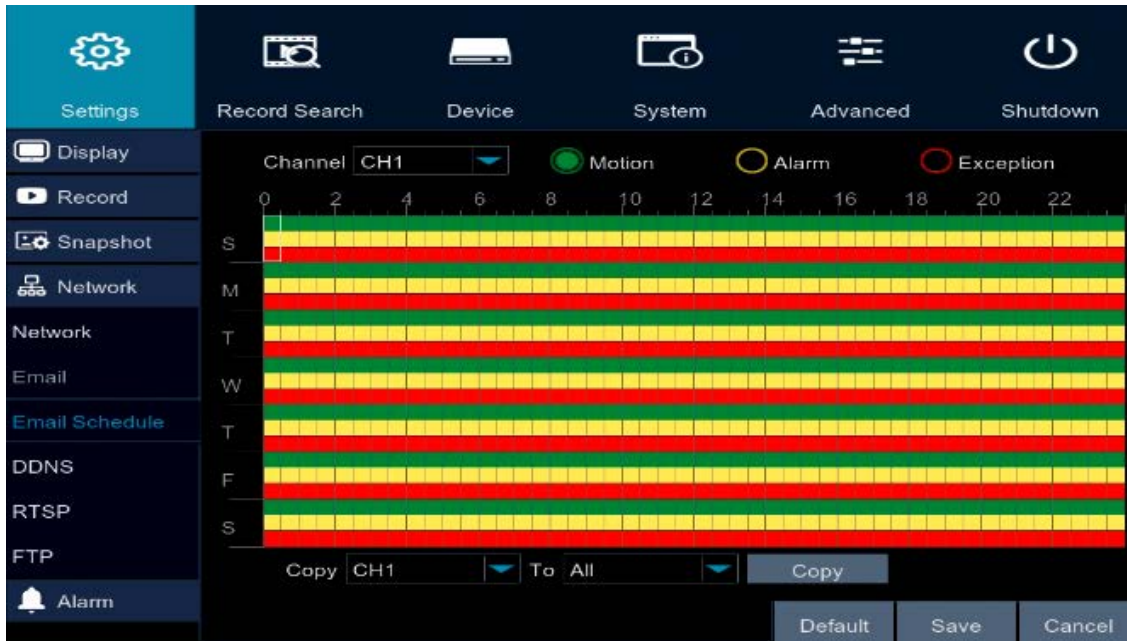 Settings Record Search Device System Advanced Shutdown
Display
Channel CH1 Motion Alarm Exception
Record
0 2 4 6 8 10 12 14 16 18 20 22
Snapshot
S
Network
M
Network
T
Email
W
Email Schedule
T
DDNS
F
RTSP
S
FTP
Copy CH1 To All Copy
Alarm
Default Save Cancel